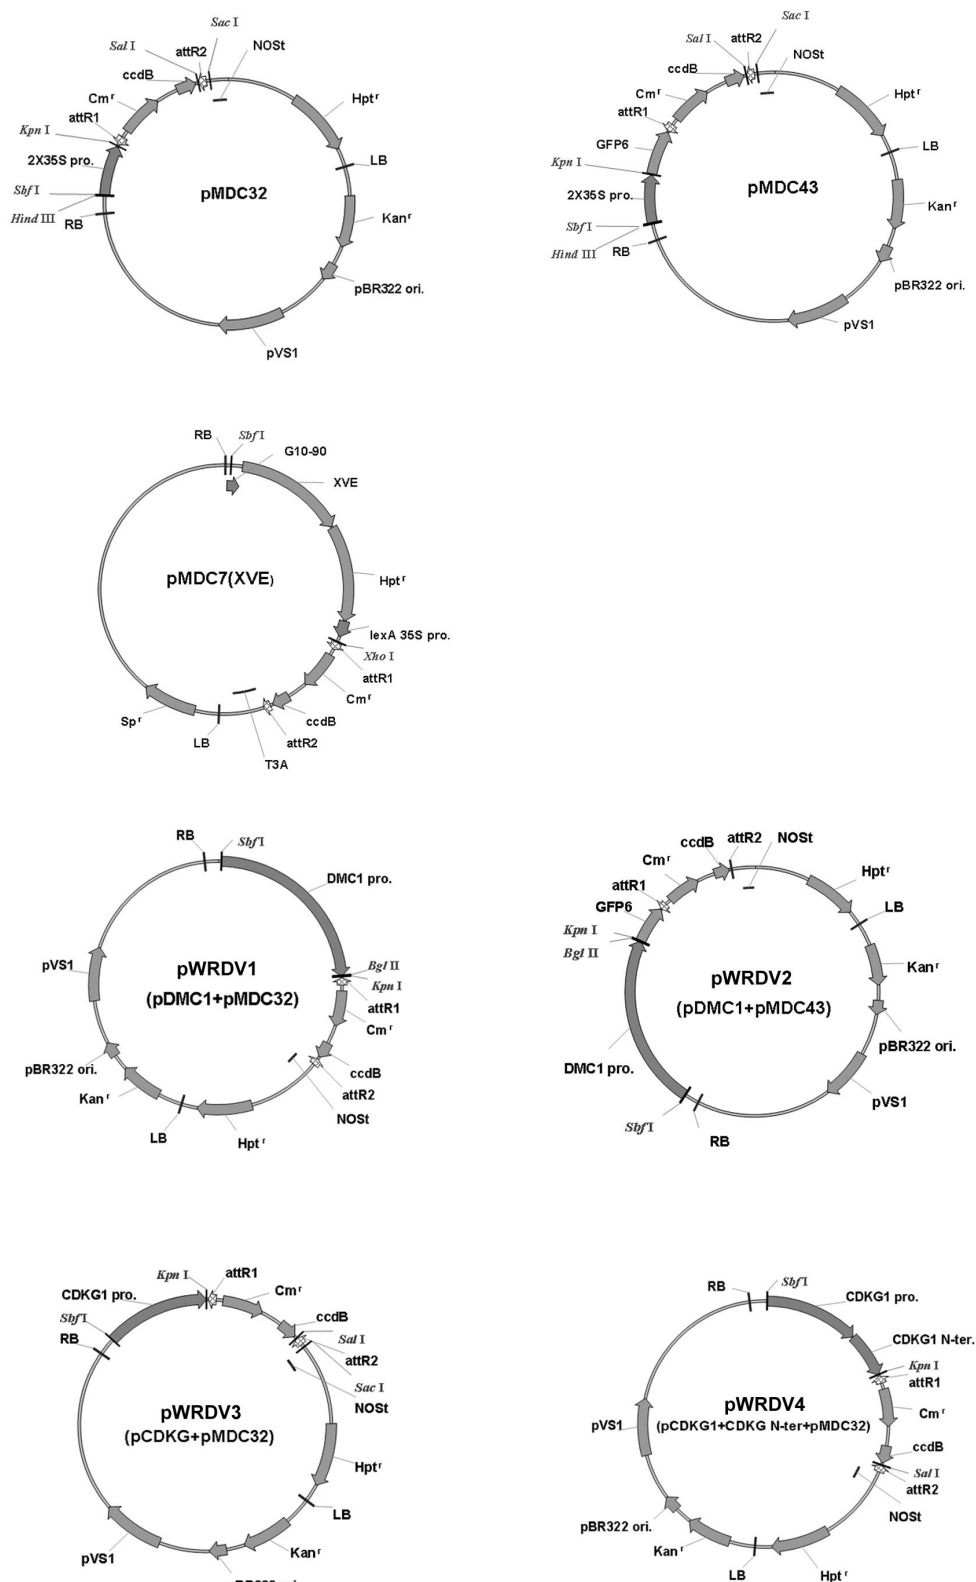 Sac I
Sal I
attR2
NOSt
ccdB
Cmʳ
Hptʳ
attR1
Kpn I
2X35S pro.
LB
Sbf I
pMDC32
Hind III
RB
Kanʳ
pBR322 ori.
pVS1
Sac I
Sal I
attR2
NOSt
ccdB
Cmʳ
Hptʳ
attR1
GFP6
LB
Kpn I
pMDC43
2X35S pro.
Kanʳ
Sbf I
Hind III
RB
pBR322 ori.
pVS1
RB
Sbf I
G10-90
XVE
pMDC7(XVE)
Hptʳ
lexA 35S pro.
Xho I
attR1
Cmʳ
Spʳ
ccdB
LB
attR2
T3A
RB
Sbf I
DMC1 pro.
pVS1
pWRDV1
Bgl II
(pDMC1+pMDC32)
Kpn I
attR1
Cmʳ
pBR322 ori.
ccdB
Kanʳ
attR2
NOSt
LB
Hptʳ
ccdB
attR2
NOSt
Cmʳ
Hptʳ
attR1
GFP6
LB
Kpn I
Bgl II
pWRDV2
Kanʳ
(pDMC1+pMDC43)
pBR322 ori.
DMC1 pro.
pVS1
Sbf I
RB
Kpn I
attR1
CDKG1 pro.
Cmʳ
Sbf I
ccdB
RB
Sal I
attR2
Sac I
NOSt
pWRDV3
(pCDKG+pMDC32)
Hptʳ
LB
pVS1
Kanʳ
RB
Sbf I
CDKG1 pro.
CDKG1 N-ter.
Kpn I
attR1
pWRDV4
Cmʳ
pVS1
(pCDKG1+CDKG N-ter+pMDC32)
ccdB
Sal I
attR2
NOSt
pBR322 ori.
Kanʳ
LB
Hptʳ